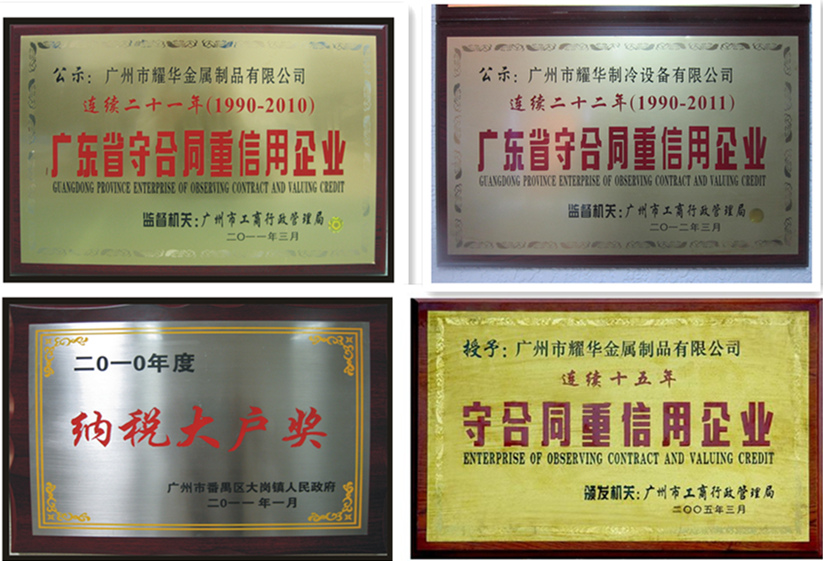 公示：广州市耀华金属制品有限公司
连续二十一年(1990-2010)
广东省守合同重信用企业
GUANGDONG PROVINCE ENTERPRISE OF OBSERVING CONTRACT AND VALUING CREDIT
监督机关：广州市工商行政管理局
二〇一一年三月
公示：广州市耀华制冷设备有限公司
连续二十二年(1990-2011)
广东省守合同重信用企业
GUANGDONG PROVINCE ENTERPRISE OF OBSERVING CONTRACT AND VALUING CREDIT
监督机关：广州市工商行政管理局
二〇一二年三月
二0一0年度
纳税大户奖
广州市番禺区大岗镇人民政府
二0一一年一月
授予：广州市耀华金属制品有限公司
连续十五年
守合同重信用企业
ENTERPRISE OF OBSERVING CONTRACT AND VALUING CREDIT
颁发机关：广州市工商行政管理局
二〇〇五年三月